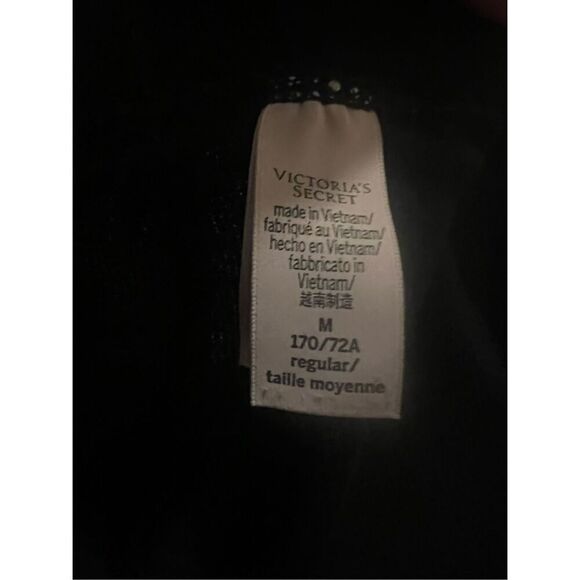 VICTORIA'S
SECRET
made in Vietnam/
fabriqué au Vietnam/
hecho en Vietnam/
fabbricato in
Vietnam/
越南制造
M
170/72A
regular/
taille moyenne